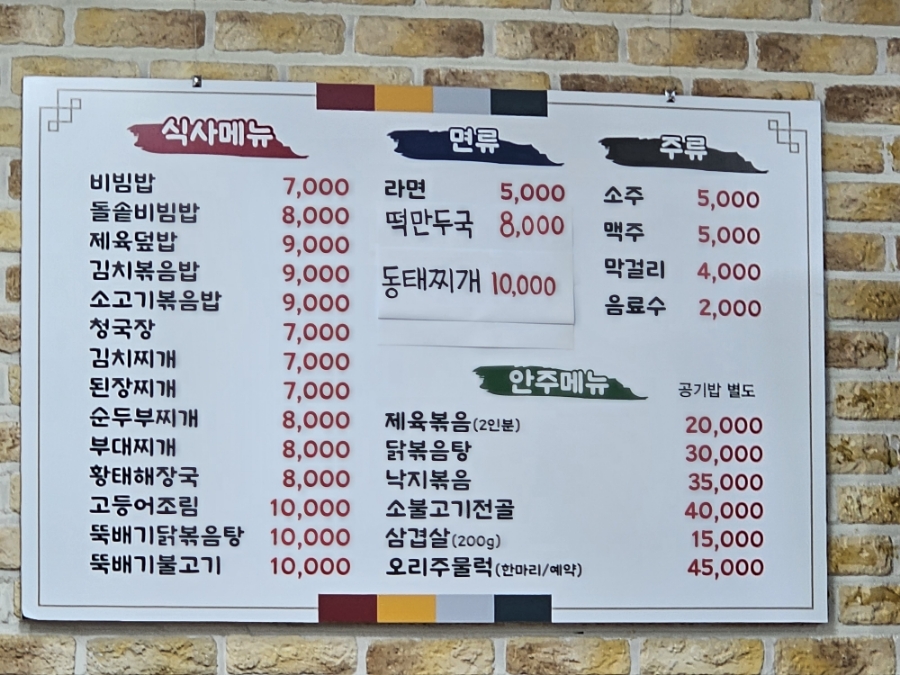 식사메뉴
비빔밥 7,000
돌솥비빔밥 8,000
제육덮밥 9,000
김치볶음밥 9,000
소고기볶음밥 9,000
청국장 7,000
김치찌개 7,000
된장찌개 7,000
순두부찌개 8,000
부대찌개 8,000
황태해장국 8,000
고등어조림 10,000
뚝배기닭볶음탕 10,000
뚝배기불고기 10,000
면류
라면 5,000
떡만두국 8,000
동태찌개 10,000
주류
소주 5,000
맥주 5,000
막걸리 4,000
음료수 2,000
안주메뉴 공기밥 별도
제육볶음(2인분) 20,000
닭볶음탕 30,000
낙지볶음 35,000
소불고기전골 40,000
삼겹살(200g) 15,000
오리주물럭(한마리/예약) 45,000